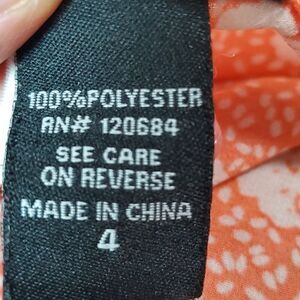 100%POLYESTER
RN# 120684
SEE CARE
ON REVERSE
MADE IN CHINA
4